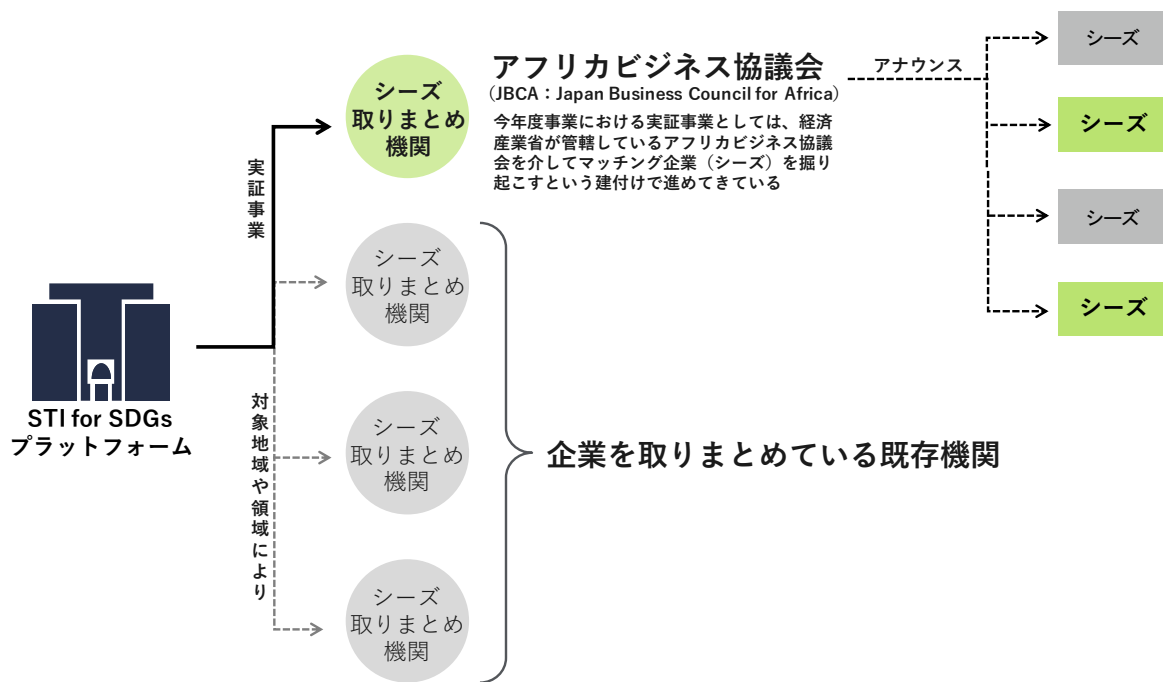 STI for SDGs
プラットフォーム
実証事業
対象地域や領域により
シーズ
取りまとめ
機関
アフリカビジネス協議会
(JBCA：Japan Business Council for Africa)
今年度事業における実証事業としては、経済
産業省が管轄しているアフリカビジネス協議
会を介してマッチング企業（シーズ）を掘り
起こすという建付けで進めてきている
アナウンス
シーズ
シーズ
シーズ
シーズ
シーズ
取りまとめ
機関
シーズ
取りまとめ
機関
シーズ
取りまとめ
機関
企業を取りまとめている既存機関